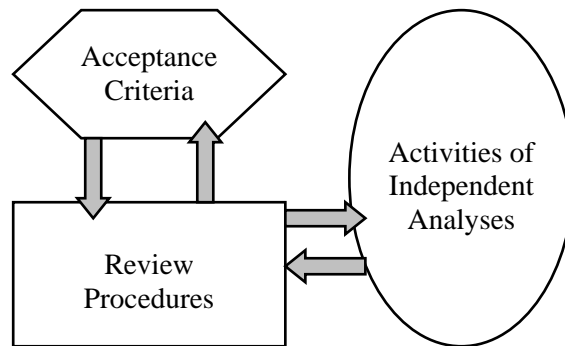 Acceptance
Criteria
Activities of
Independent
Analyses
Review
Procedures